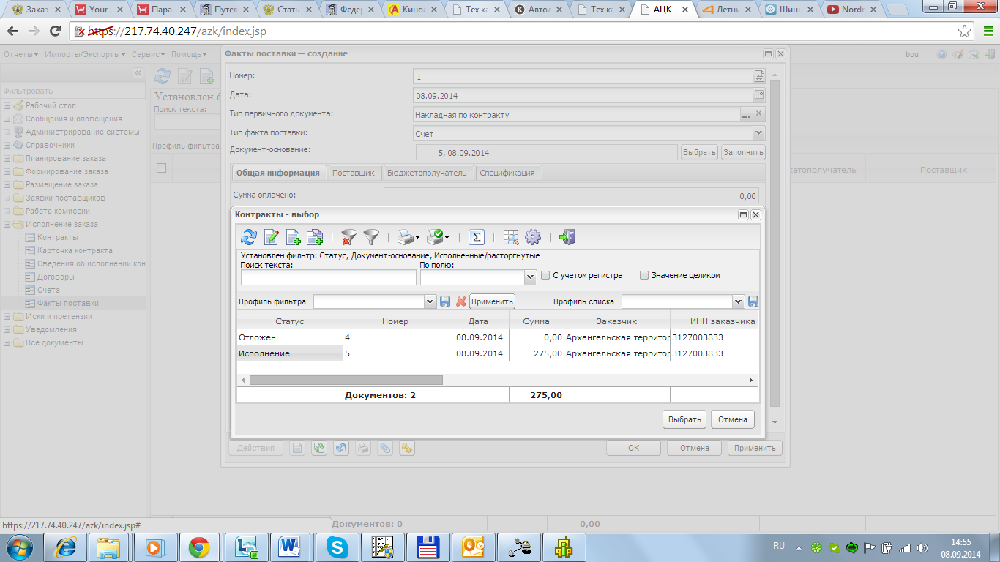 Заказ
Your A
Пара
Путев
Стать
Федер
Киноа
Тех ка
Автол
Тех ка
АЦК-
Летни
Шинь
Nordm
https://217.74.40.247/azk/index.jsp
Отчеты Импорты/Экспорты Сервис Помощь
Факты поставки — создание
bou
Фильтровать
Рабочий стол
Сообщения и оповещения
Администрирование системы
Справочники
Планирование заказа
Формирование заказа
Размещение заказа
Заявки поставщиков
Работа комиссии
Исполнение заказа
Контракты
Карточка контракта
Сведения об исполнении кон
Договоры
Счета
Факты поставки
Иски и претензии
Уведомления
Все документы
Установлен ф
Поиск текста:
Профиль фильтра
Номер: 1
Дата: 08.09.2014
Тип первичного документа: Накладная по контракту ...
Тип факта поставки: Счет
Документ-основание: 5, 08.09.2014 Выбрать Заполнить
Общая информация Поставщик Бюджетополучатель Спецификация
жетополучатель Поставщик
Сумма оплачено: 0,00
Контракты - выбор
Установлен фильтр: Статус, Документ-основание, Исполненные/расторгнутые
Поиск текста: По полю:
С учетом регистра Значение целиком
Профиль фильтра Применить Профиль списка
Статус Номер Дата Сумма Заказчик ИНН заказчика
Отложен 4 08.09.2014 0,00 Архангельская территор 3127003833
Исполнение 5 08.09.2014 275,00 Архангельская территор 3127003833
Документов: 2 275,00
Выбрать Отмена
Действия ОК Отмена Применить
https://217.74.40.247/azk/index.jsp#
Документов: 0 0,00
RU
14:55
08.09.2014